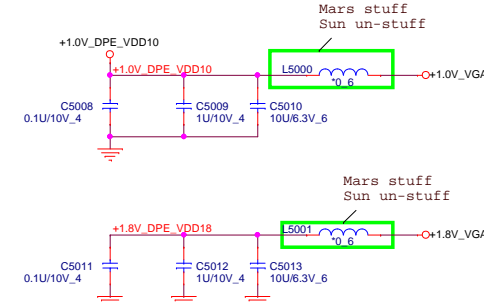 Mars stuff
Sun un-stuff
+1.0V_DPE_VDD10
+1.0V_DPE_VDD10
L5000
+1.0V_VGA
*0_6
C5008
0.1U/10V_4
C5009
1U/10V_4
C5010
10U/6.3V_6
Mars stuff
Sun un-stuff
+1.8V_DPE_VDD18
L5001
+1.8V_VGA
*0_6
C5011
0.1U/10V_4
C5012
1U/10V_4
C5013
10U/6.3V_6